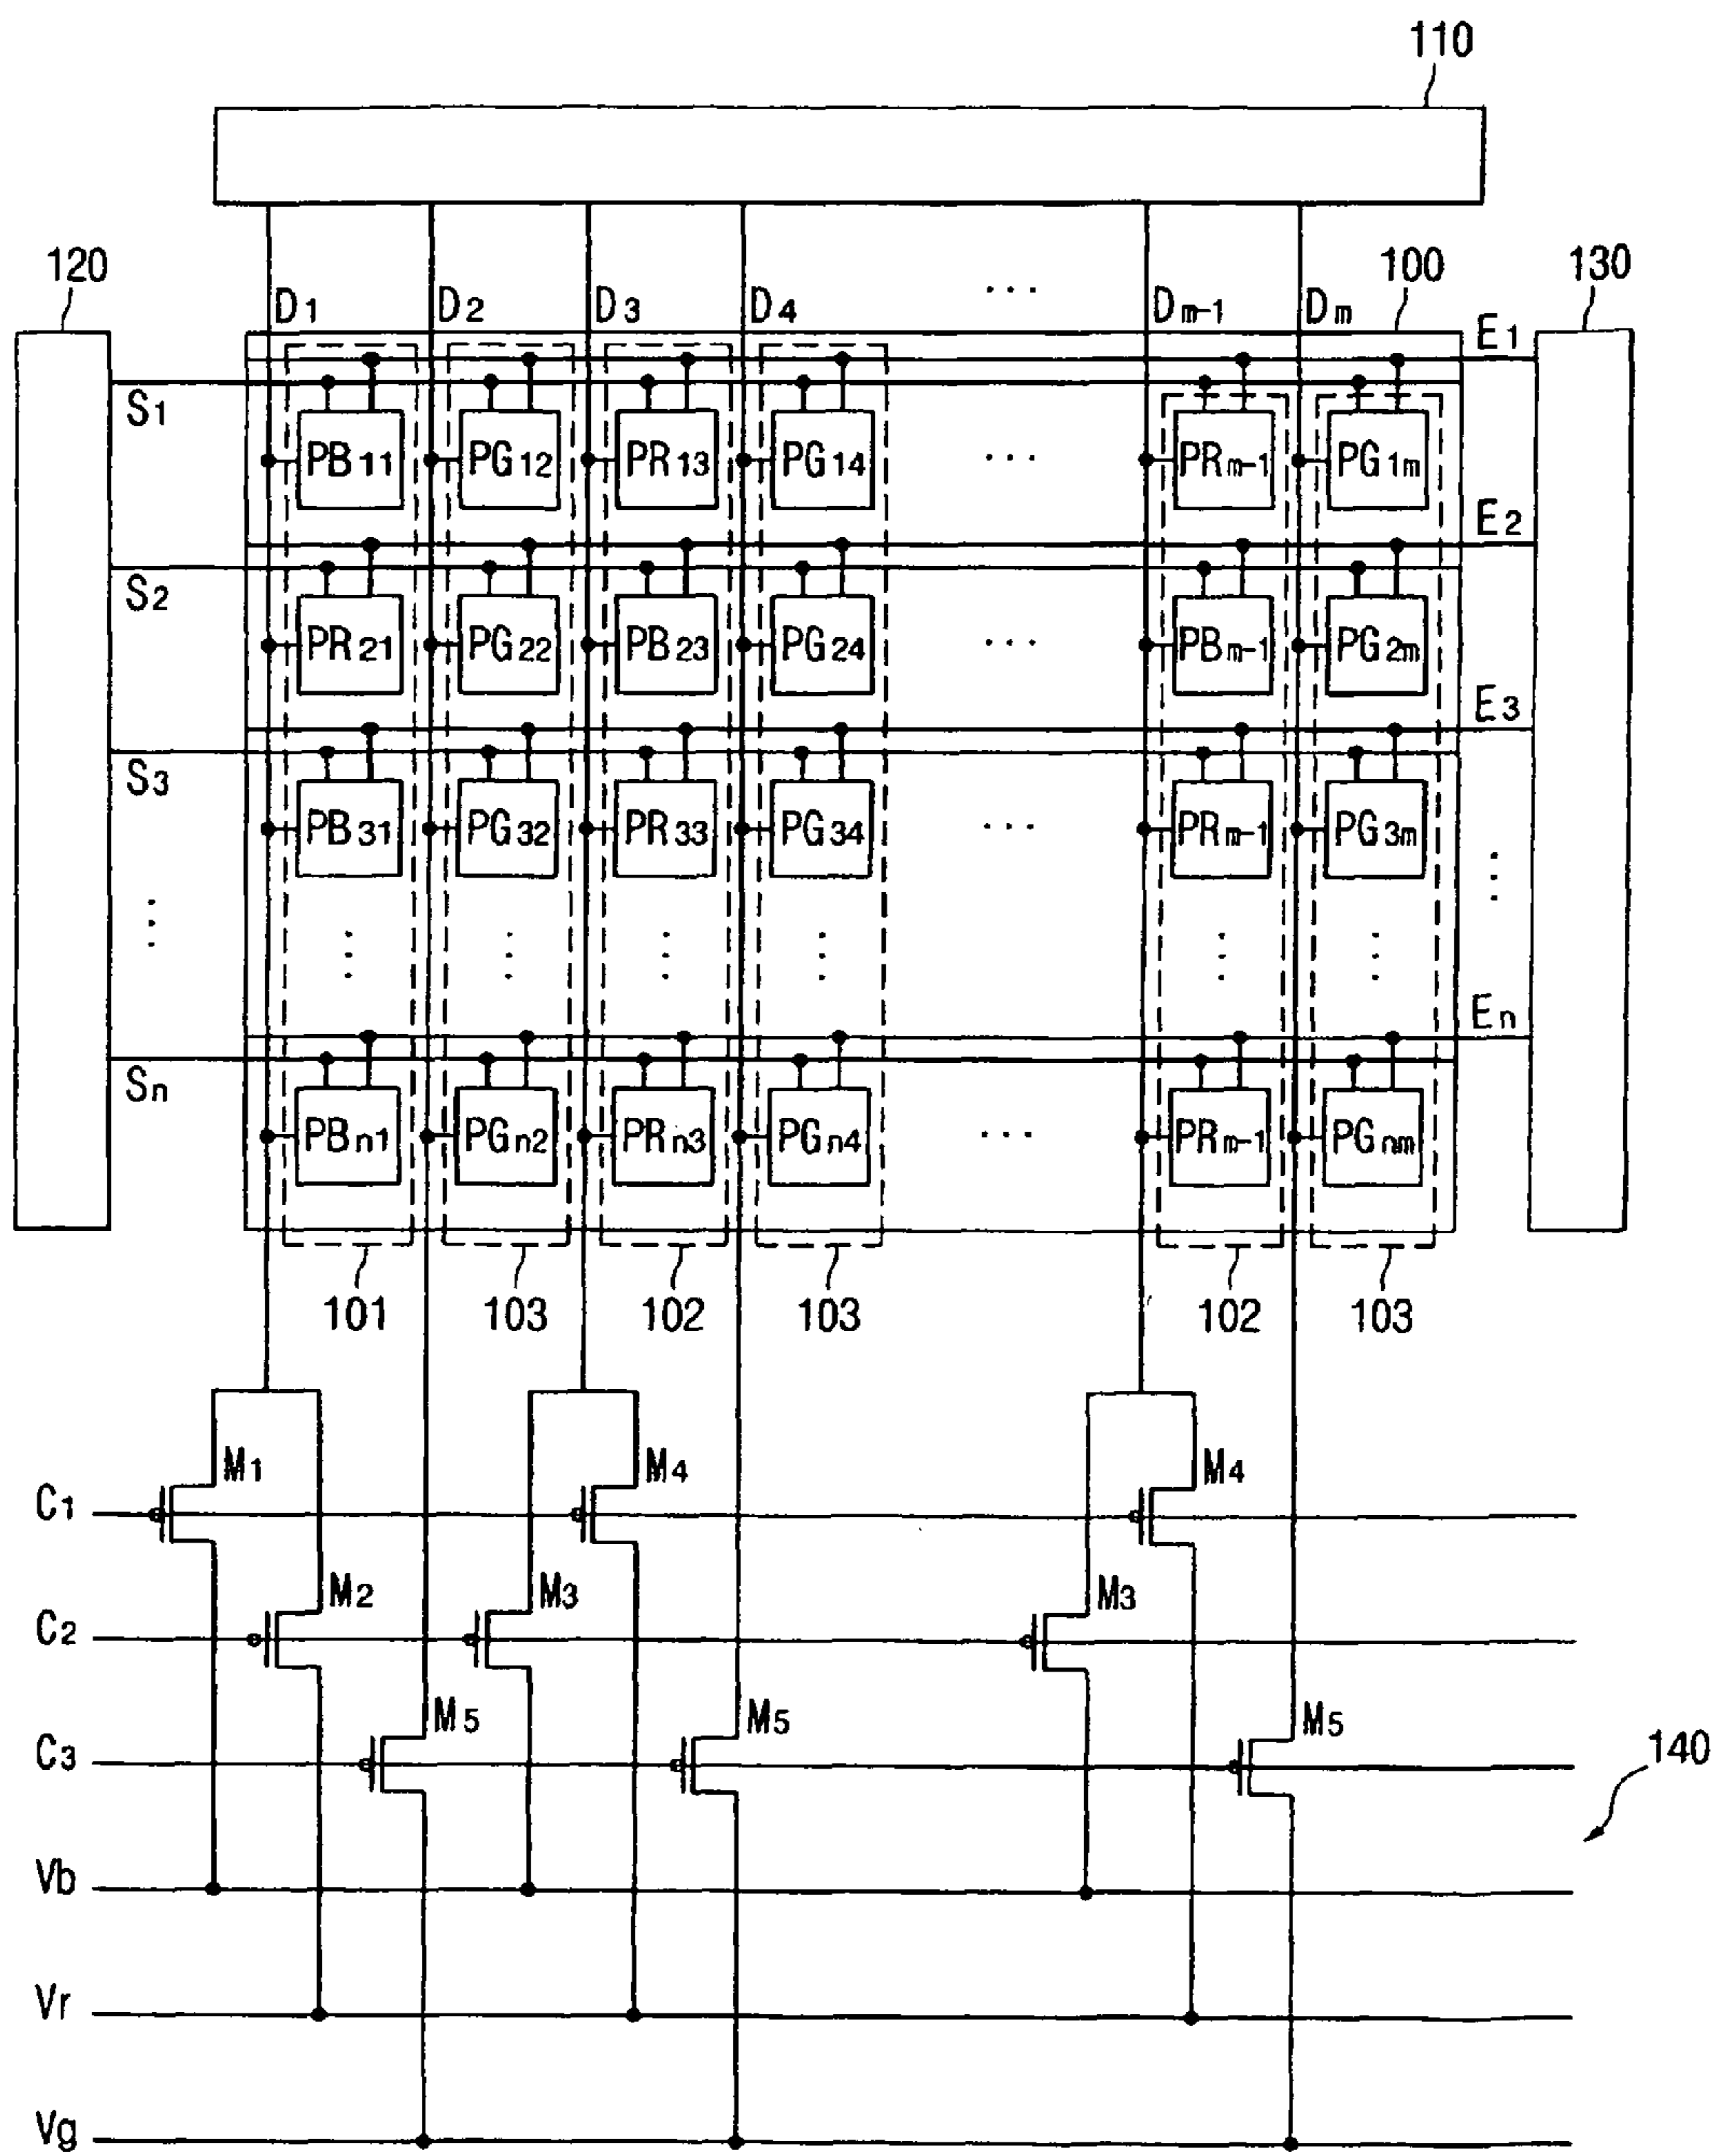 110
120
D1 D2 D3 D4 ... Dm-1 Dm
100
130
E1
S1
PB11 PG12 PR13 PG14 ... PRm-1 PG1m
E2
S2
PR21 PG22 PB23 PG24 ... PBm-1 PG2m
E3
S3
PB31 PG32 PR33 PG34 ... PRm-1 PG3m
En
Sn
PBn1 PGn2 PRn3 PGn4 ... PRm-1 PGnm
101 103 102 103 102 103
M1 M4 M4
C1
M2 M3 M3
C2
M5 M5 M5
C3
140
Vb
Vr
Vg